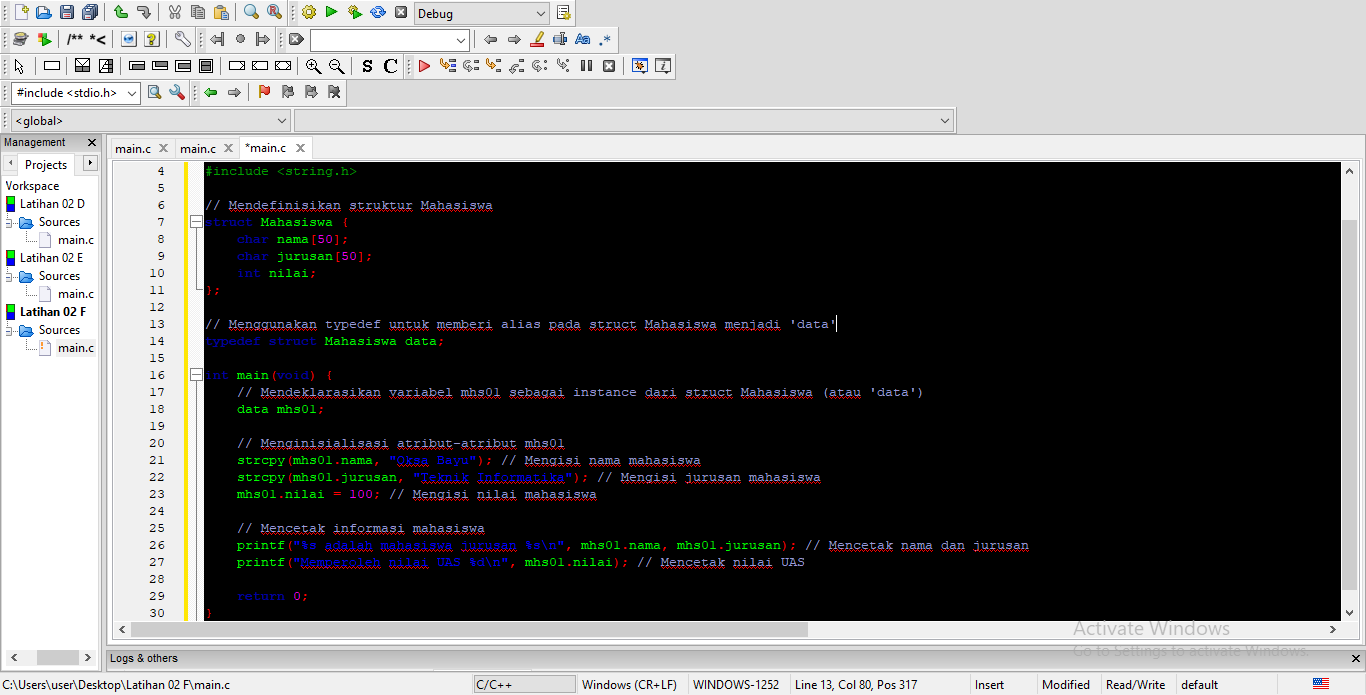 Debug
/** *<
Aa .*
S C
#include <stdio.h>
<global>
Management
Projects
Workspace
Latihan 02 D
Sources
main.c
Latihan 02 E
Sources
main.c
Latihan 02 F
Sources
main.c
main.c
main.c
*main.c
4 #include <string.h>
5
6 // Mendefinisikan struktur Mahasiswa
7 struct Mahasiswa {
8 char nama[50];
9 char jurusan[50];
10 int nilai;
11 };
12
13 // Menggunakan typedef untuk memberi alias pada struct Mahasiswa menjadi 'data'
14 typedef struct Mahasiswa data;
15
16 int main(void) {
17 // Mendeklarasikan variabel mhs01 sebagai instance dari struct Mahasiswa (atau 'data')
18 data mhs01;
19
20 // Menginisialisasi atribut-atribut mhs01
21 strcpy(mhs01.nama, "Oksa Bayu"); // Mengisi nama mahasiswa
22 strcpy(mhs01.jurusan, "Teknik Informatika"); // Mengisi jurusan mahasiswa
23 mhs01.nilai = 100; // Mengisi nilai mahasiswa
24
25 // Mencetak informasi mahasiswa
26 printf("%s adalah mahasiswa jurusan %s\n", mhs01.nama, mhs01.jurusan); // Mencetak nama dan jurusan
27 printf("Memperoleh nilai UAS %d\n", mhs01.nilai); // Mencetak nilai UAS
28
29 return 0;
30 }
Activate Windows
Go to Settings to activate Windows.
Logs & others
C:\Users\user\Desktop\Latihan 02 F\main.c
C/C++
Windows (CR+LF)
WINDOWS-1252
Line 13, Col 80, Pos 317
Insert
Modified
Read/Write
default